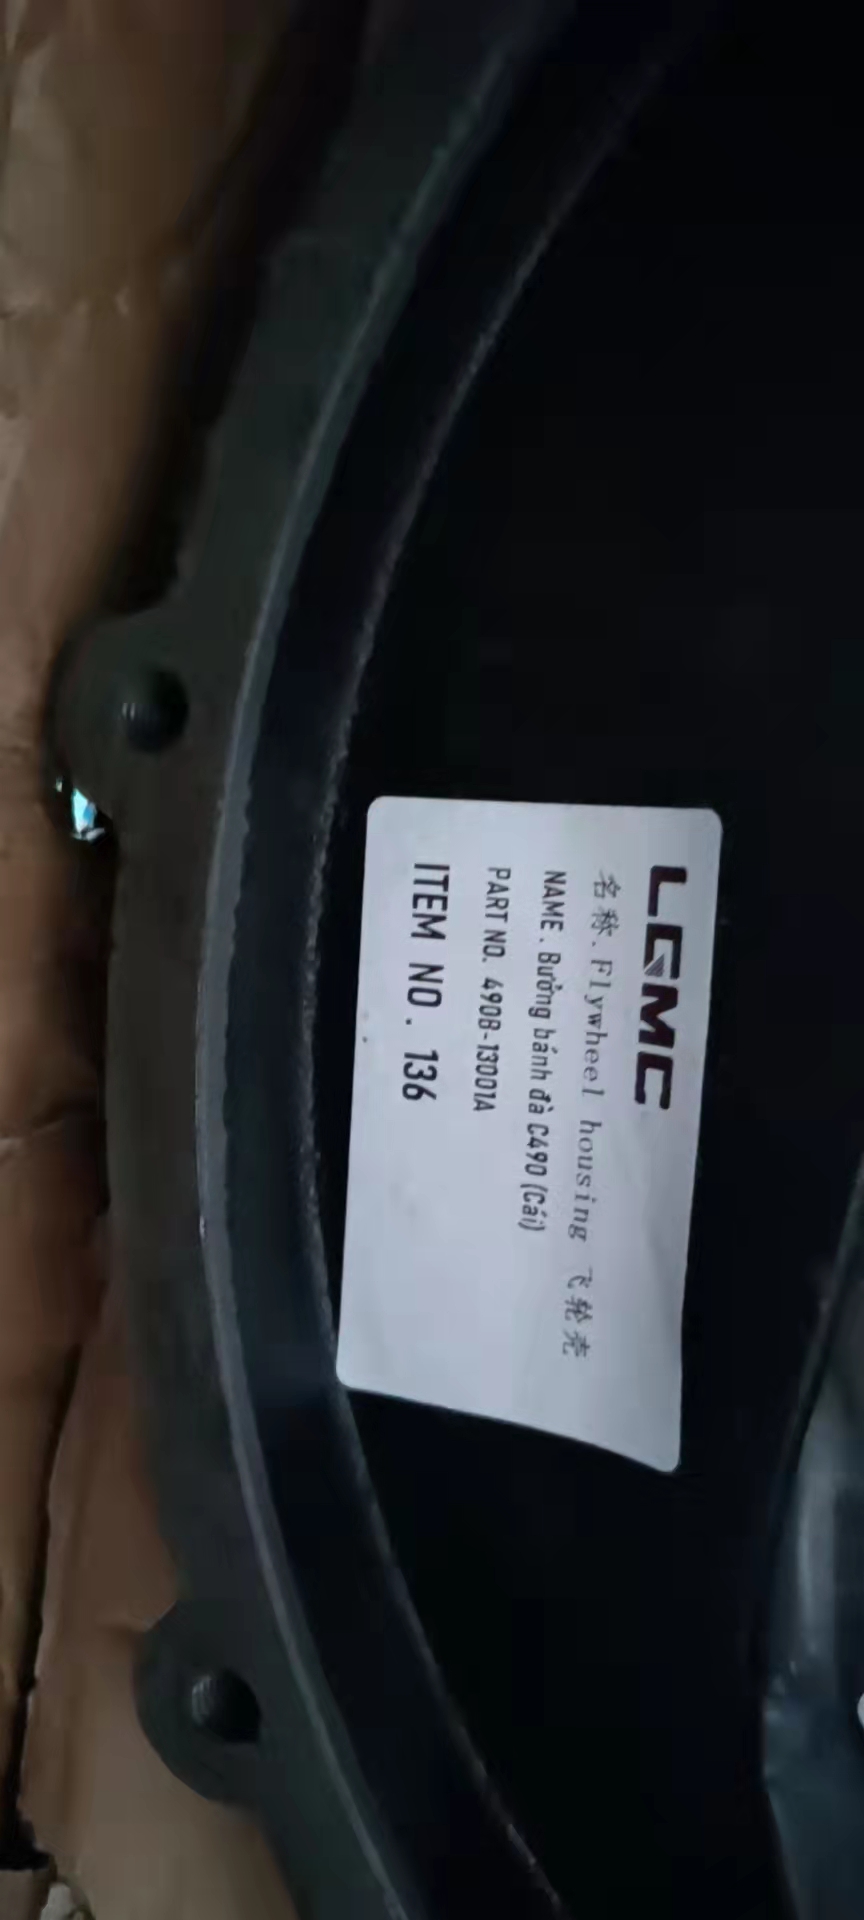 LGMC
名称.Flywheel housing 飞轮壳
NAME. Bưởng bánh đà C490 (Cái)
PART NO. 490B-13001A
ITEM NO. 136